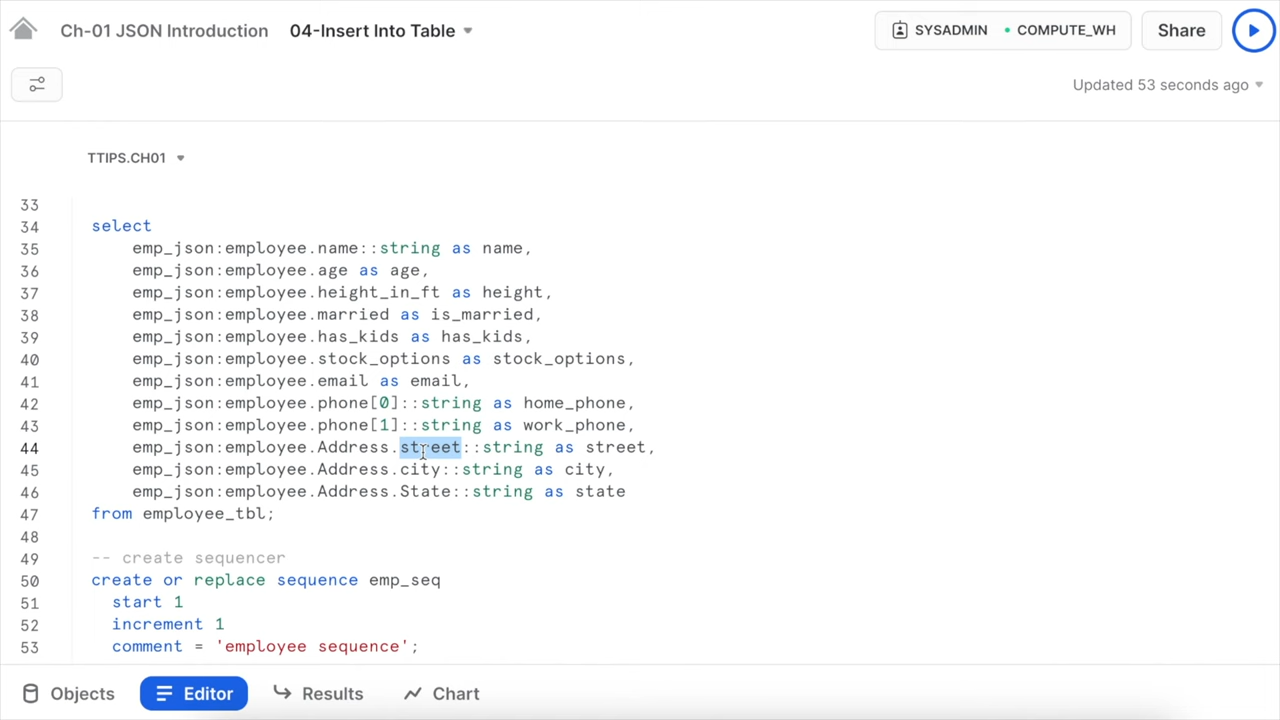 Ch-01 JSON Introduction 04-Insert Into Table SYSADMIN COMPUTE_WH Share
Updated 53 seconds ago
TTIPS.CH01
33
34 select
35 emp_json:employee.name::string as name,
36 emp_json:employee.age as age,
37 emp_json:employee.height_in_ft as height,
38 emp_json:employee.married as is_married,
39 emp_json:employee.has_kids as has_kids,
40 emp_json:employee.stock_options as stock_options,
41 emp_json:employee.email as email,
42 emp_json:employee.phone[0]::string as home_phone,
43 emp_json:employee.phone[1]::string as work_phone,
44 emp_json:employee.Address.street::string as street,
45 emp_json:employee.Address.city::string as city,
46 emp_json:employee.Address.State::string as state
47 from employee_tbl;
48
49 -- create sequencer
50 create or replace sequence emp_seq
51 start 1
52 increment 1
53 comment = 'employee sequence';
Objects Editor Results Chart